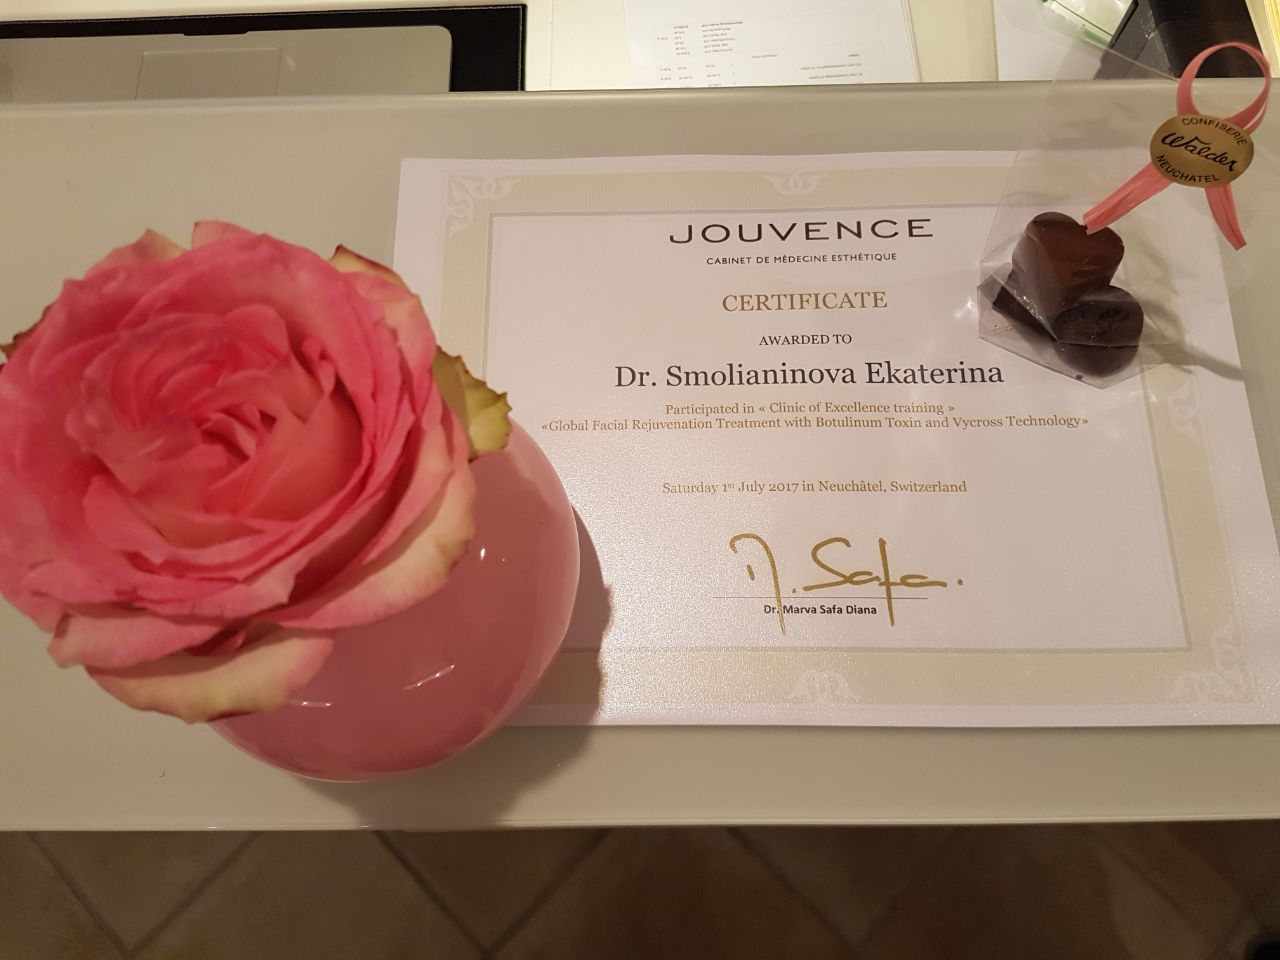 JOUVENCE
CABINET DE MÉDECINE ESTHÉTIQUE
CERTIFICATE
AWARDED TO
Dr. Smolianinova Ekaterina
Participated in « Clinic of Excellence training »
«Global Facial Rejuvenation Treatment with Botulinum Toxin and Vycross Technology»
Saturday 1st July 2017 in Neuchâtel, Switzerland
D. Safa.
Dr. Marva Safa Diana
CONFISERIE
Walder
NEUCHATEL